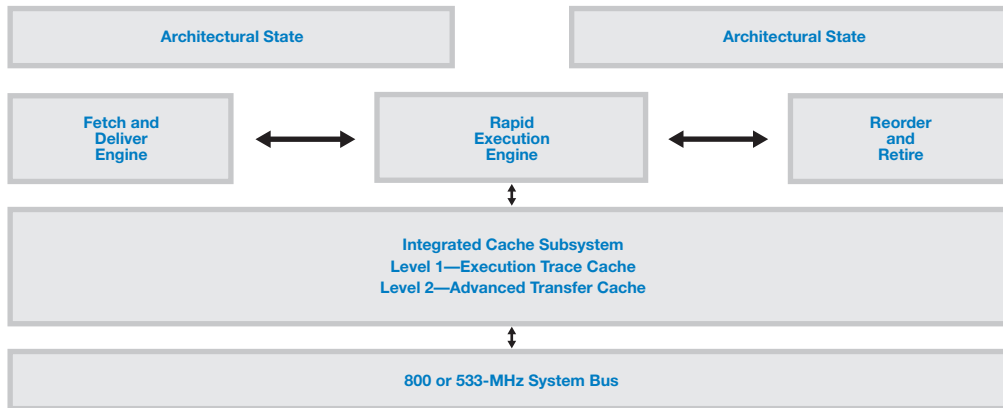 Architectural State
Architectural State
Fetch and
Deliver
Engine
Rapid
Execution
Engine
Reorder
and
Retire
Integrated Cache Subsystem
Level 1—Execution Trace Cache
Level 2—Advanced Transfer Cache
800 or 533-MHz System Bus